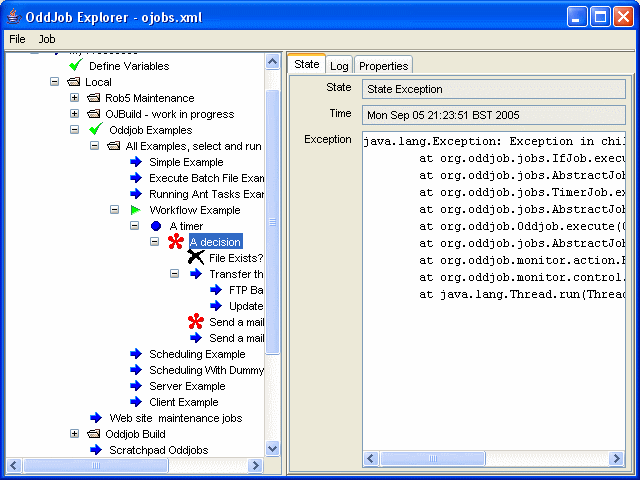 OddJob Explorer - ojobs.xml
File Job
Define Variables
Local
Rob5 Maintenance
OJBuild - work in progress
Oddjob Examples
All Examples, select and run
Simple Example
Execute Batch File Exam
Running Ant Tasks Exar
Workflow Example
A timer
A decision
File Exists?
Transfer th
FTP Ba
Update
Send a mail
Send a mail
Scheduling Example
Scheduling With Dummy
Server Example
Client Example
Web site maintenance jobs
Oddjob Build
Scratchpad Oddjobs
State Log Properties
State State Exception
Time Mon Sep 05 21:23:51 BST 2005
Exception
java.lang.Exception: Exception in chil
at org.oddjob.jobs.IfJob.execu
at org.oddjob.jobs.AbstractJob
at org.oddjob.jobs.TimerJob.ex
at org.oddjob.jobs.AbstractJob
at org.oddjob.Oddjob.execute(O
at org.oddjob.jobs.AbstractJob
at org.oddjob.monitor.action.E
at org.oddjob.monitor.control.
at java.lang.Thread.run(Thread